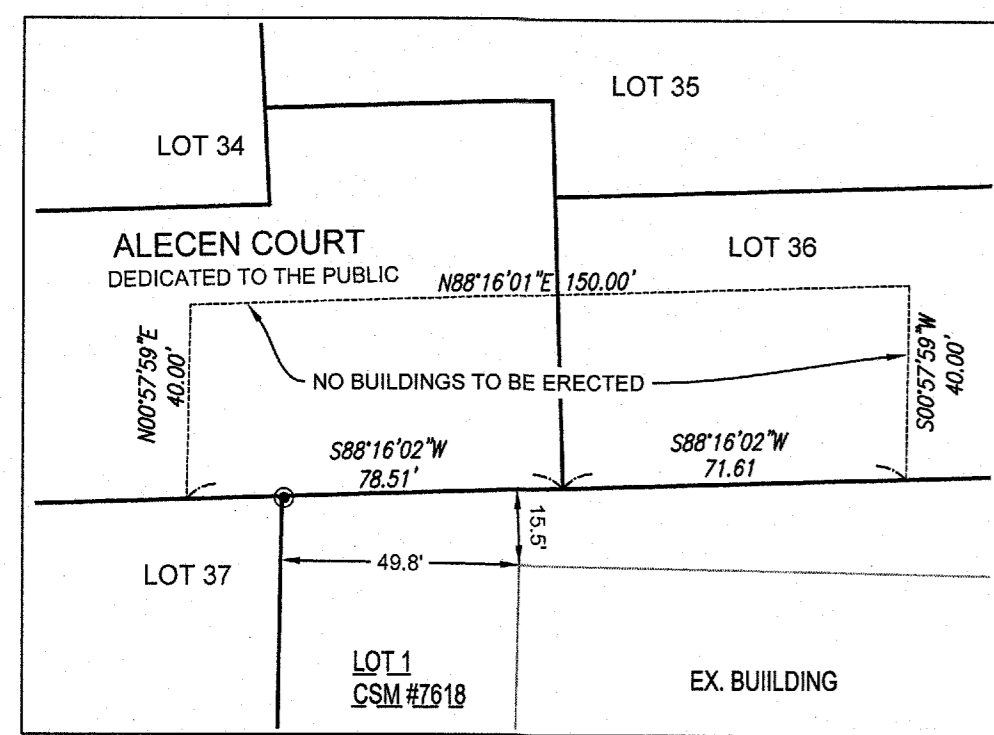 LOT 35
LOT 34
ALECEN COURT
DEDICATED TO THE PUBLIC
LOT 36
N88°16'01"E 150.00'
N00°57'59"E
40.00'
S00°57'59"W
40.00'
NO BUILDINGS TO BE ERECTED
S88°16'02"W
78.51'
S88°16'02"W
71.61
15.5'
49.8'
LOT 37
LOT 1
CSM #7618
EX. BUIILDING